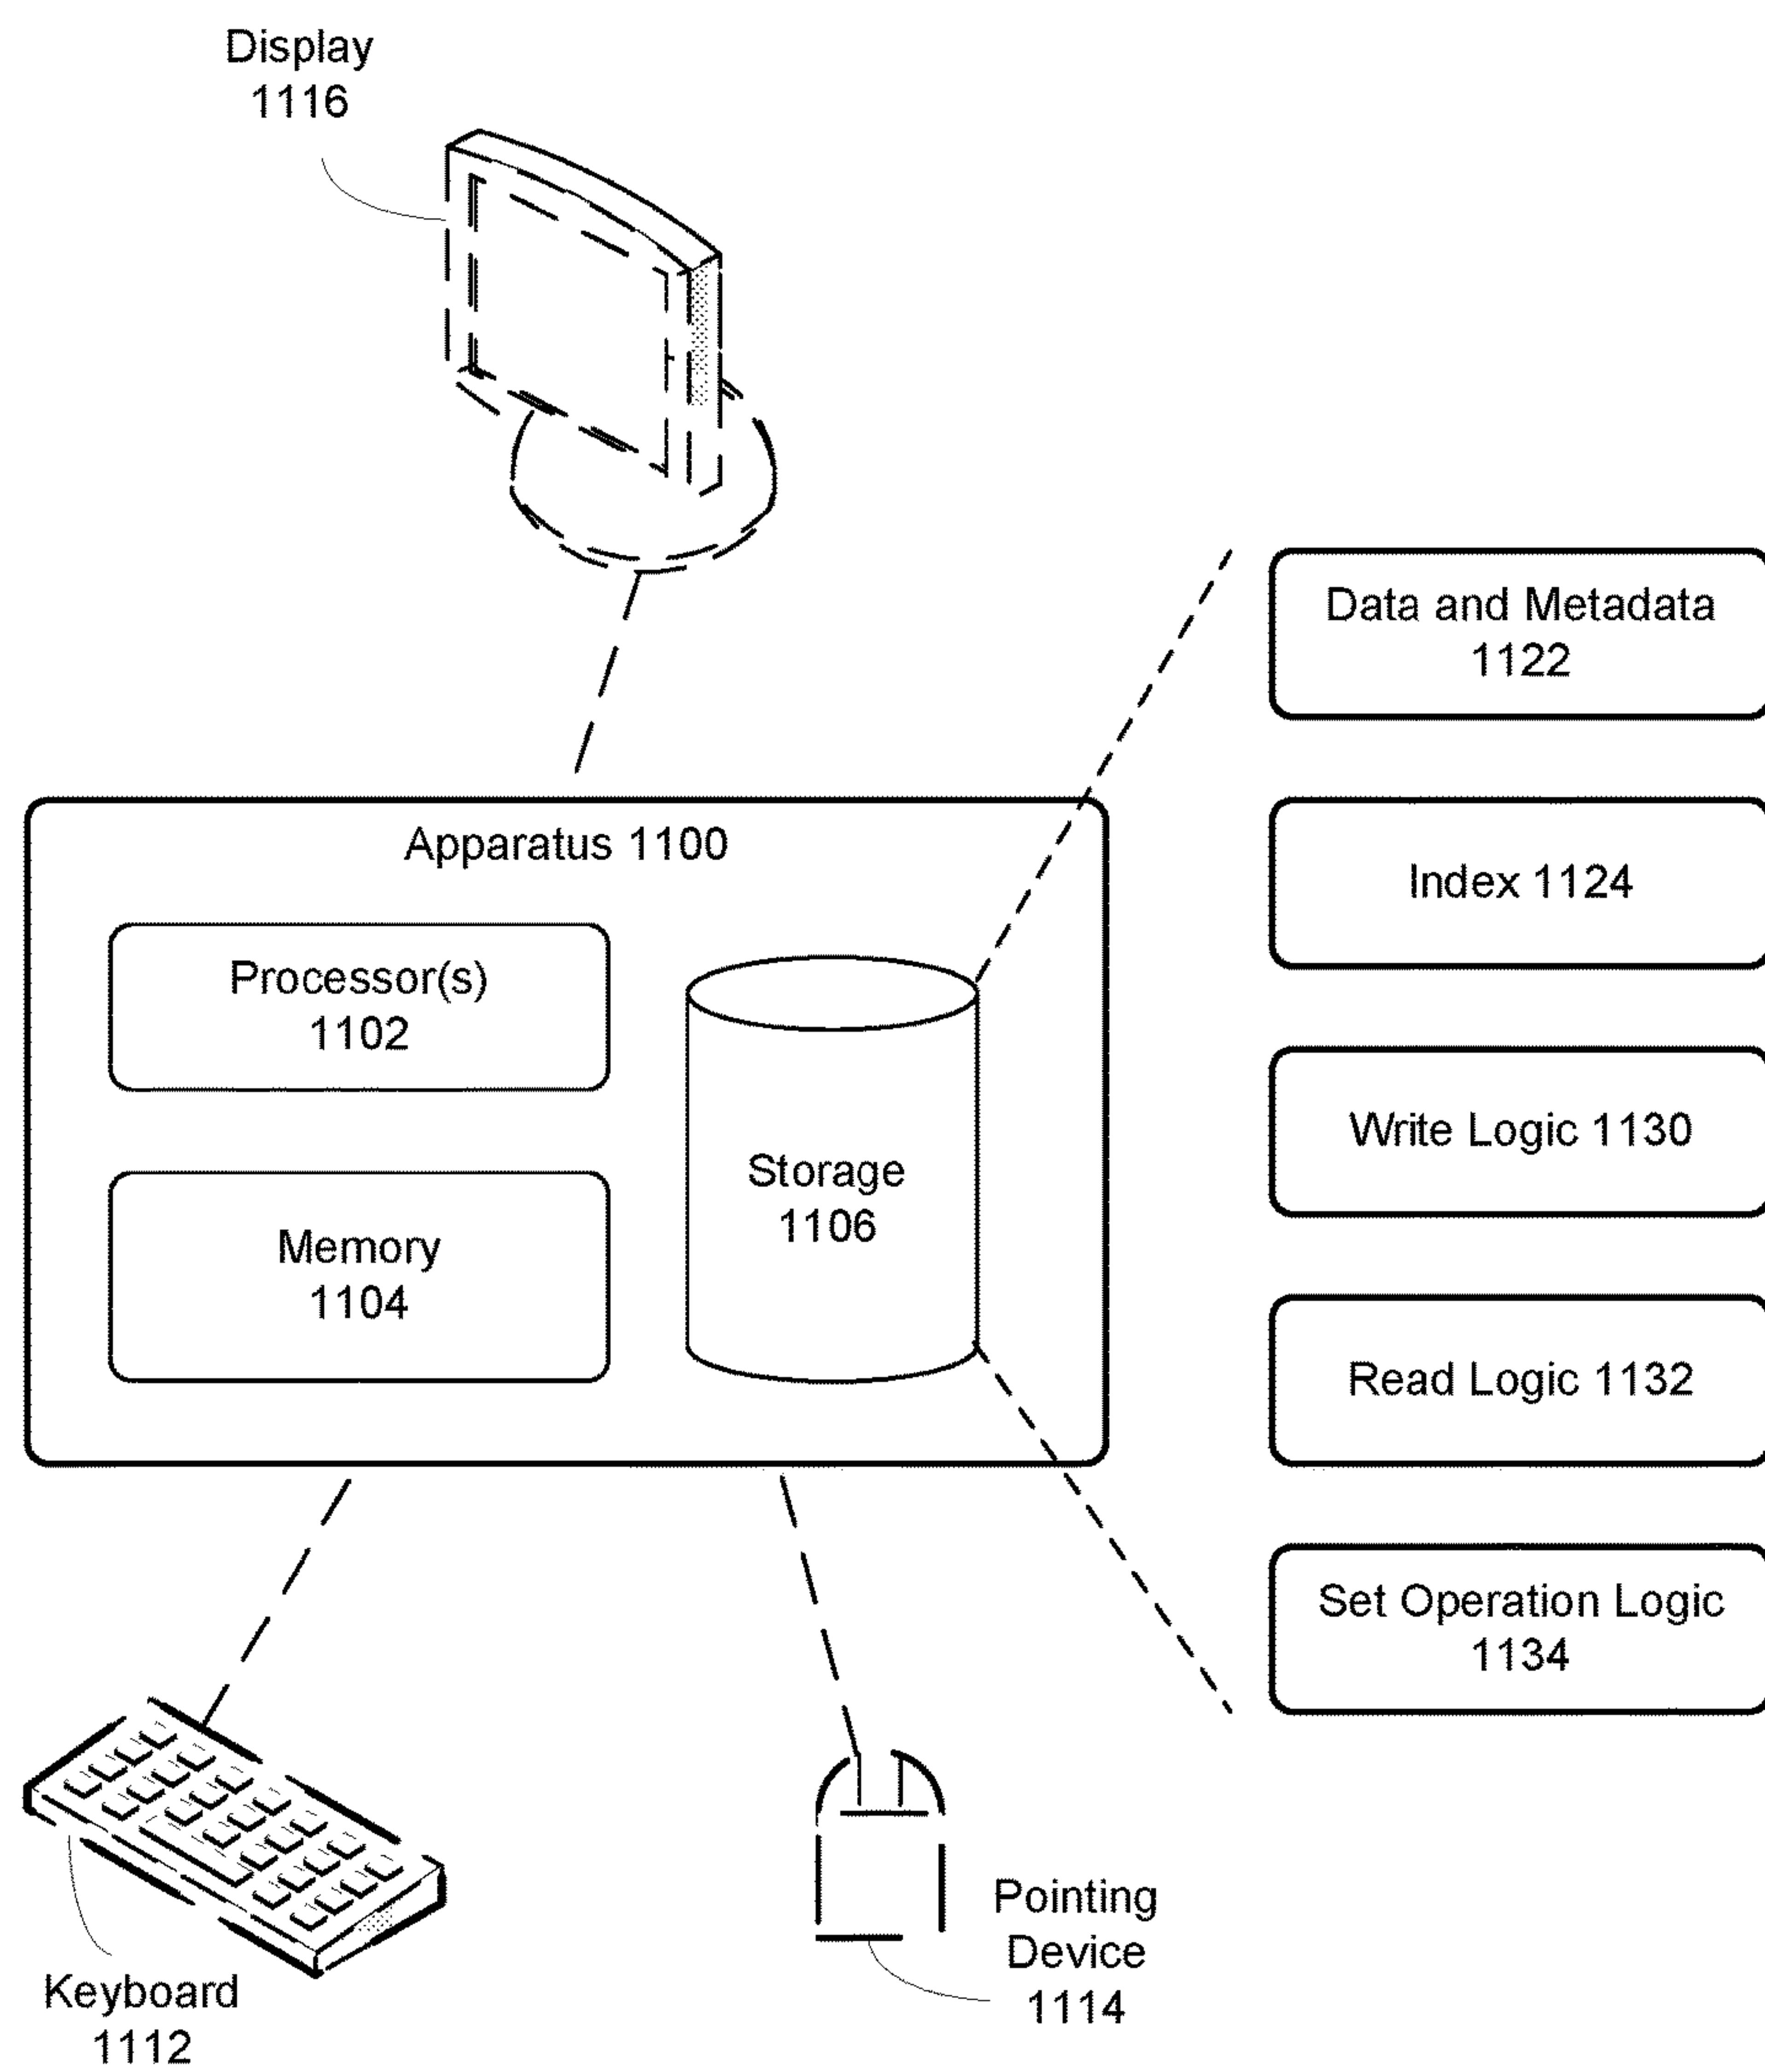 Display
1116
Data and Metadata
1122
Apparatus 1100
Index 1124
Processor(s)
1102
Write Logic 1130
Storage
1106
Memory
1104
Read Logic 1132
Set Operation Logic
1134
Pointing
Device
1114
Keyboard
1112